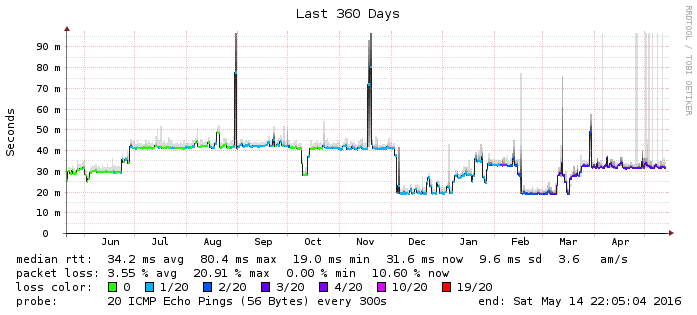 Last 360 Days
RRDTOOL / TOBI OETIKER
Seconds
90 m
80 m
70 m
60 m
50 m
40 m
30 m
20 m
10 m
0
Jun Jul Aug Sep Oct Nov Dec Jan Feb Mar Apr
median rtt: 34.2 ms avg 80.4 ms max 19.0 ms min 31.6 ms now 9.6 ms sd 3.6 am/s
packet loss: 3.55 % avg 20.91 % max 0.00 % min 10.60 % now
loss color: 0 1/20 2/20 3/20 4/20 10/20 19/20
probe: 20 ICMP Echo Pings (56 Bytes) every 300s end: Sat May 14 22:05:04 2016